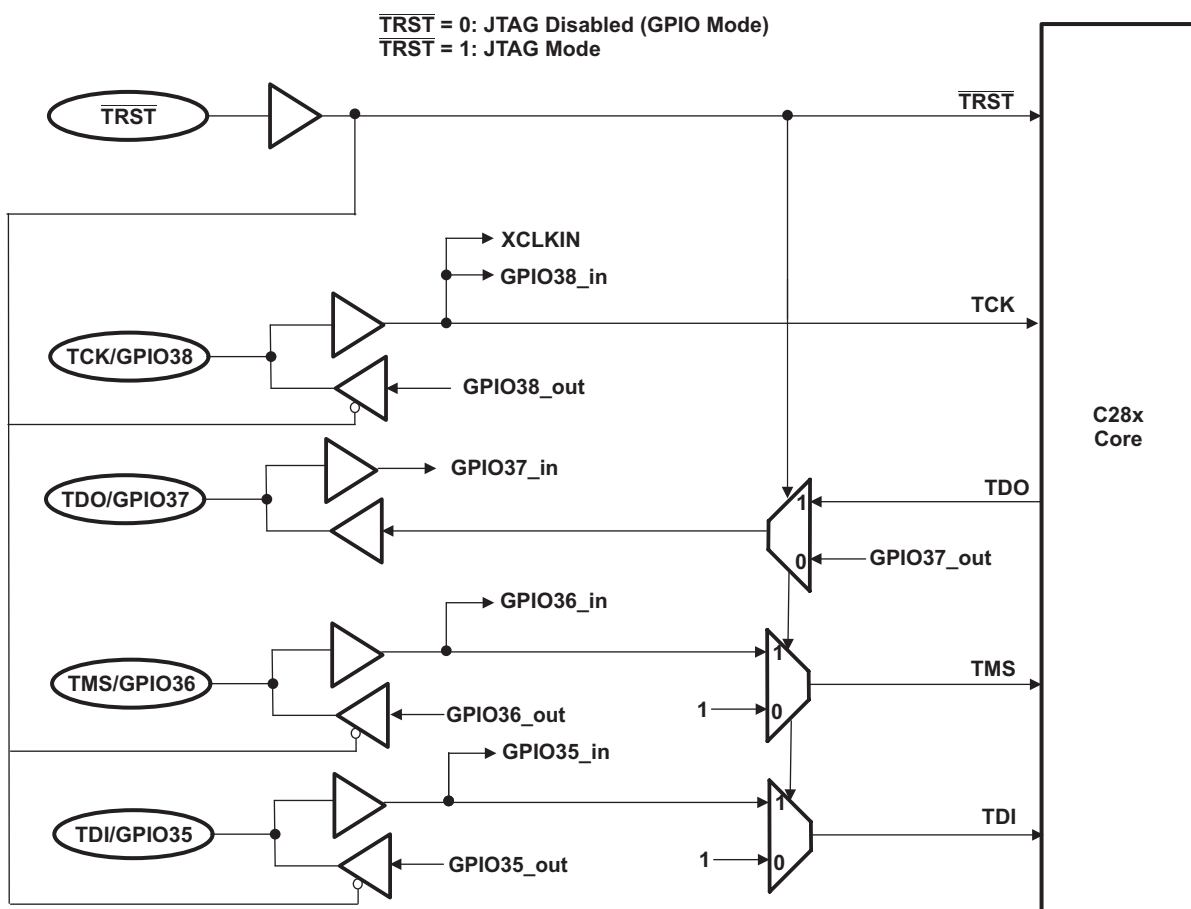 TRST = 0: JTAG Disabled (GPIO Mode)
TRST = 1: JTAG Mode
TRST
TRST
XCLKIN
GPIO38_in
TCK
TCK/GPIO38
GPIO38_out
C28x
Core
GPIO37_in
TDO/GPIO37
1
TDO
0
GPIO37_out
GPIO36_in
1
TMS/GPIO36
TMS
GPIO36_out
1
0
GPIO35_in
1
TDI/GPIO35
TDI
GPIO35_out
1
0